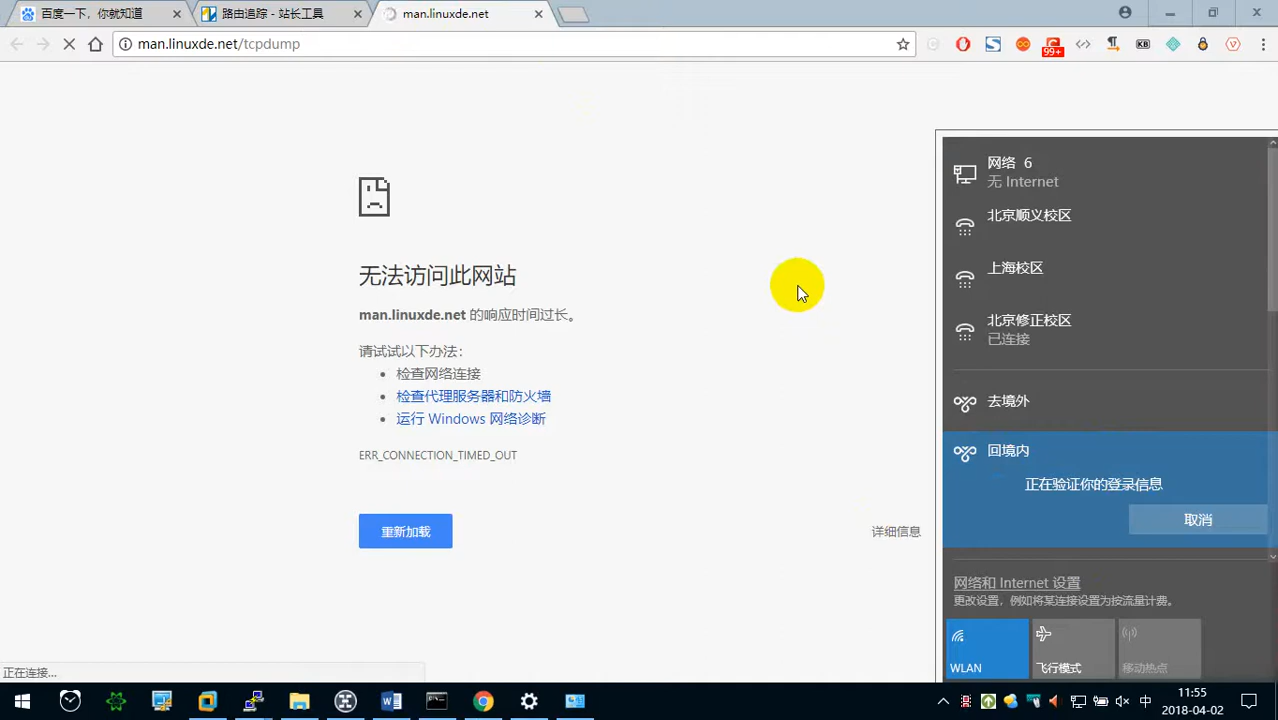 百度一下，你就知道
路由追踪 - 站长工具
man.linuxde.net
man.linuxde.net/tcpdump
99+
KB
无法访问此网站
man.linuxde.net 的响应时间过长。
请试试以下办法：
检查网络连接
检查代理服务器和防火墙
运行 Windows 网络诊断
ERR_CONNECTION_TIMED_OUT
重新加载
详细信息
正在连接...
网络 6
无 Internet
北京顺义校区
上海校区
北京修正校区
已连接
去境外
回境内
正在验证你的登录信息
取消
网络和 Internet 设置
更改设置，例如将某连接设置为按流量计费。
WLAN
飞行模式
移动热点
中
11:55
2018-04-02